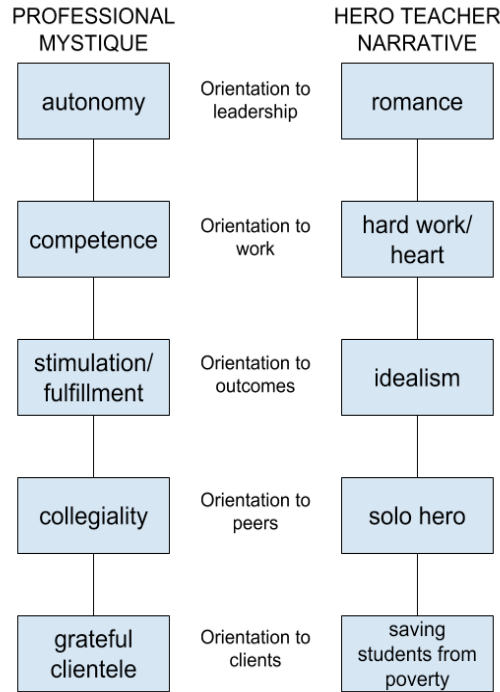 PROFESSIONAL
MYSTIQUE
HERO TEACHER
NARRATIVE
autonomy
Orientation to
leadership
romance
competence
Orientation to
work
hard work/
heart
stimulation/
fulfillment
Orientation to
outcomes
idealism
collegiality
Orientation to
peers
solo hero
grateful
clientele
Orientation to
clients
saving
students from
poverty